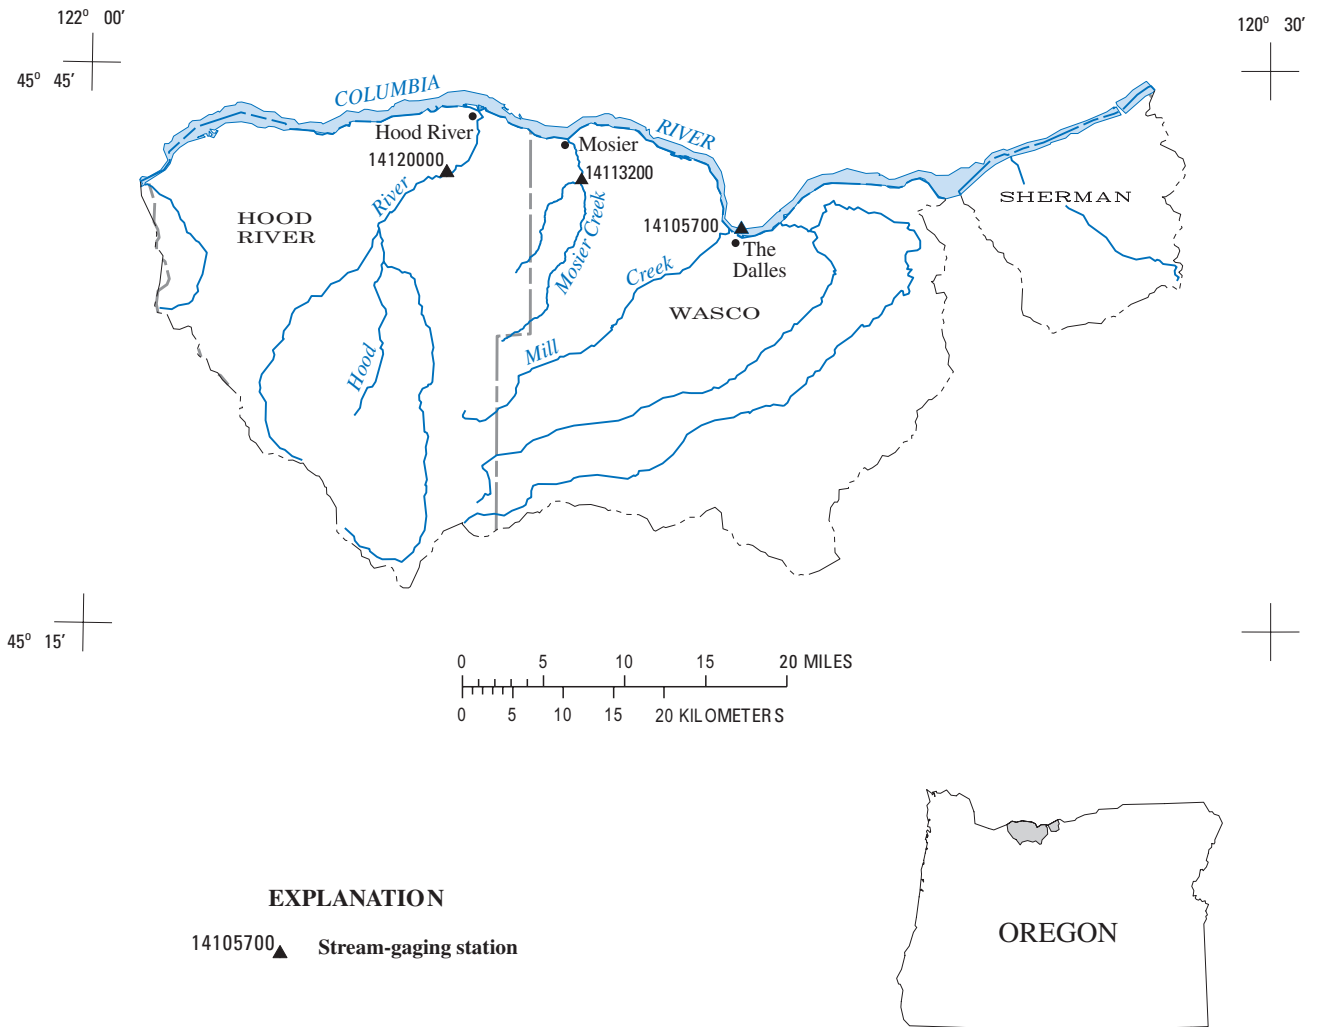 122° 00′
120° 30′
45° 45′
COLUMBIA
RIVER
Hood River
Mosier
14120000
14113200
River
SHERMAN
HOOD
RIVER
14105700
Mosier Creek
The
Dalles
Creek
WASCO
Mill
Hood
45° 15′
0 5 10 15 20 MILES
0 5 10 15 20 KILOMETERS
EXPLANATION
14105700 Stream-gaging station
OREGON